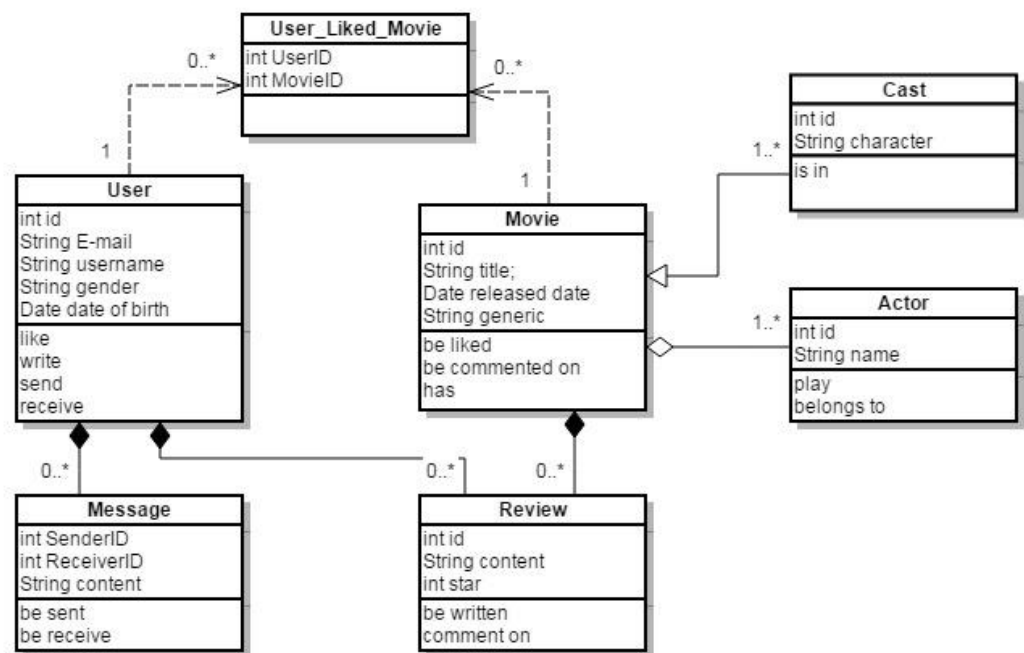 User_Liked_Movie
int UserID
int MovieID
0..*
0..*
1
1
Cast
int id
String character
is in
1..*
User
int id
String E-mail
String username
String gender
Date date of birth
like
write
send
receive
Movie
int id
String title;
Date released date
String generic
be liked
be commented on
has
Actor
int id
String name
play
belongs to
1..*
0..*
0..*
0..*
Message
int SenderID
int ReceiverID
String content
be sent
be receive
Review
int id
String content
int star
be written
comment on